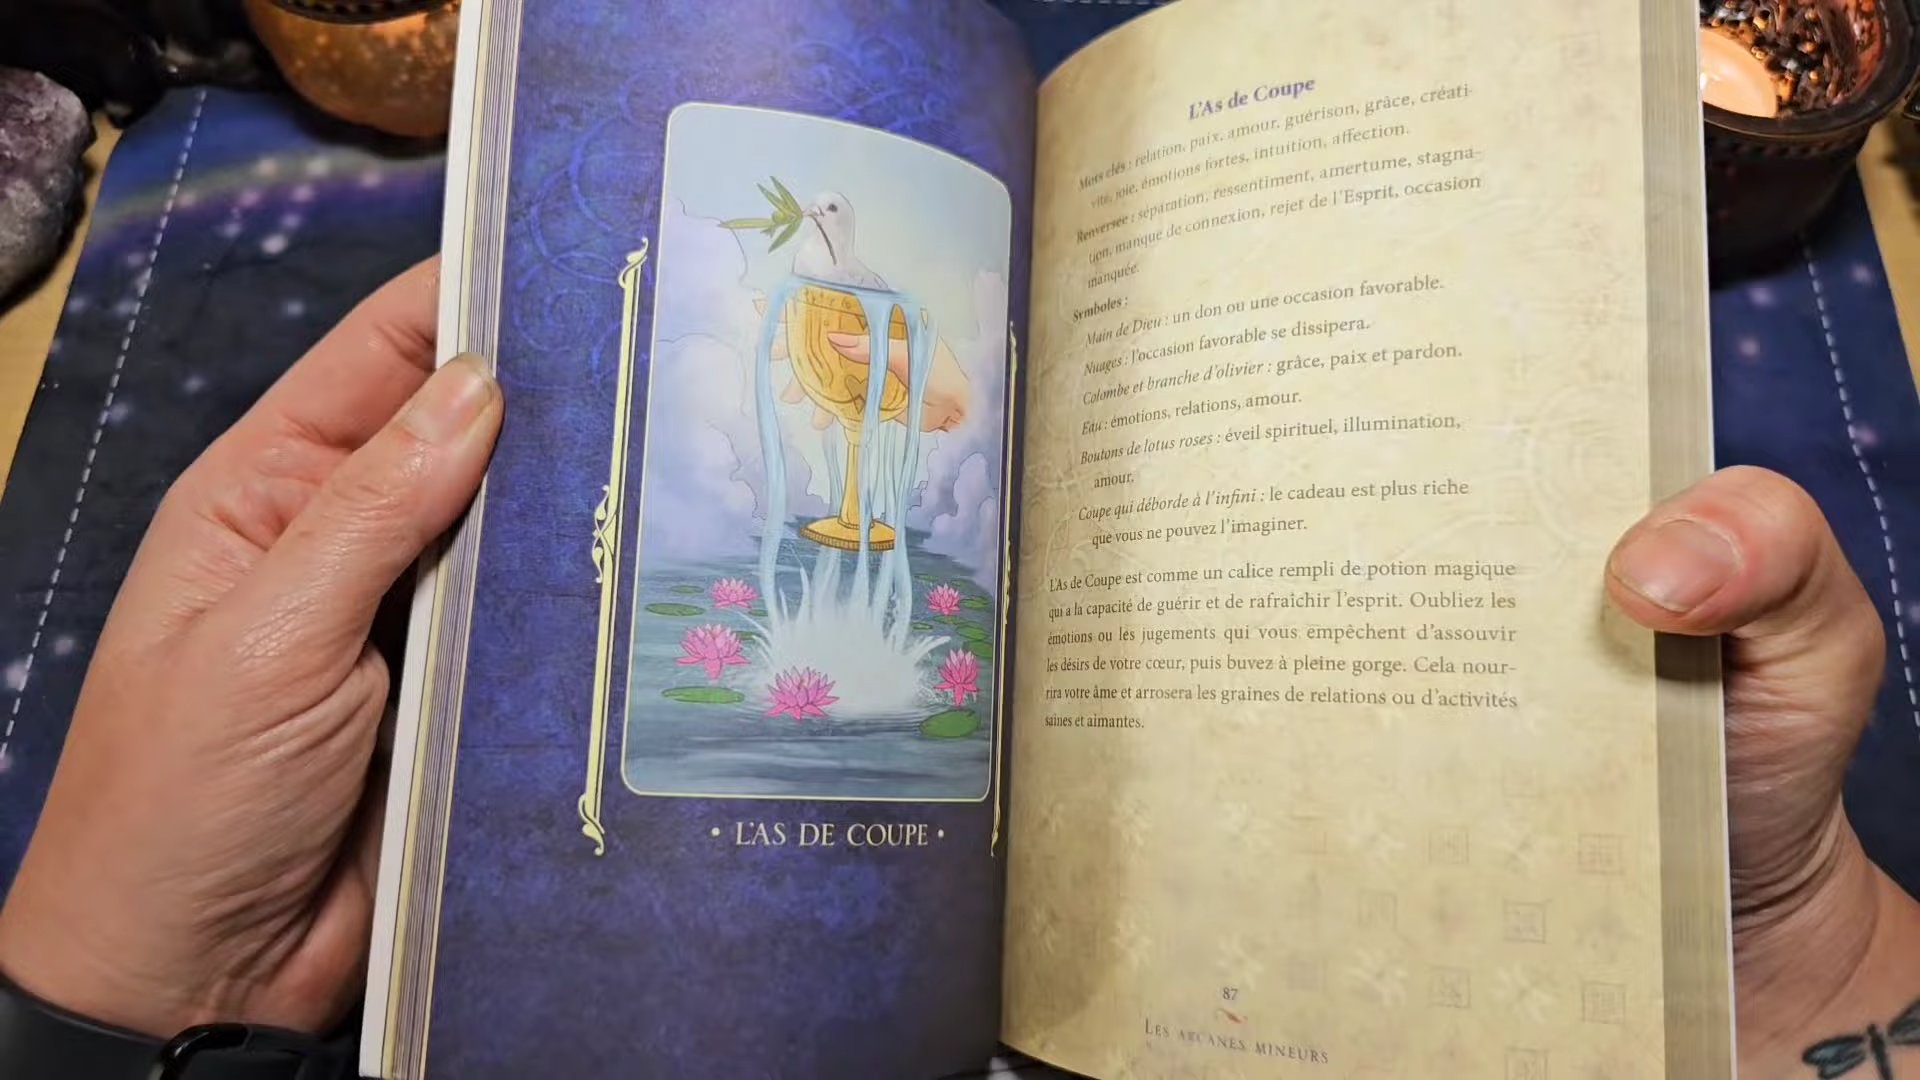 • L'AS DE COUPE •
L'As de Coupe
Mots clés : relation, paix, amour, guérison, grâce, créati-
vité, joie, émotions fortes, intuition, affection.
Renversée : séparation, ressentiment, amertume, stagna-
tion, manque de connexion, rejet de l'Esprit, occasion
manquée.
Symboles :
Main de Dieu : un don ou une occasion favorable.
Nuages : l'occasion favorable se dissipera.
Colombe et branche d'olivier : grâce, paix et pardon.
Eau : émotions, relations, amour.
Boutons de lotus roses : éveil spirituel, illumination,
amour.
Coupe qui déborde à l'infini : le cadeau est plus riche
que vous ne pouvez l'imaginer.
L'As de Coupe est comme un calice rempli de potion magique
qui a la capacité de guérir et de rafraîchir l'esprit. Oubliez les
émotions ou les jugements qui vous empêchent d'assouvir
les désirs de votre cœur, puis buvez à pleine gorge. Cela nour-
rira votre âme et arrosera les graines de relations ou d'activités
saines et aimantes.
87
LES ARCANES MINEURS